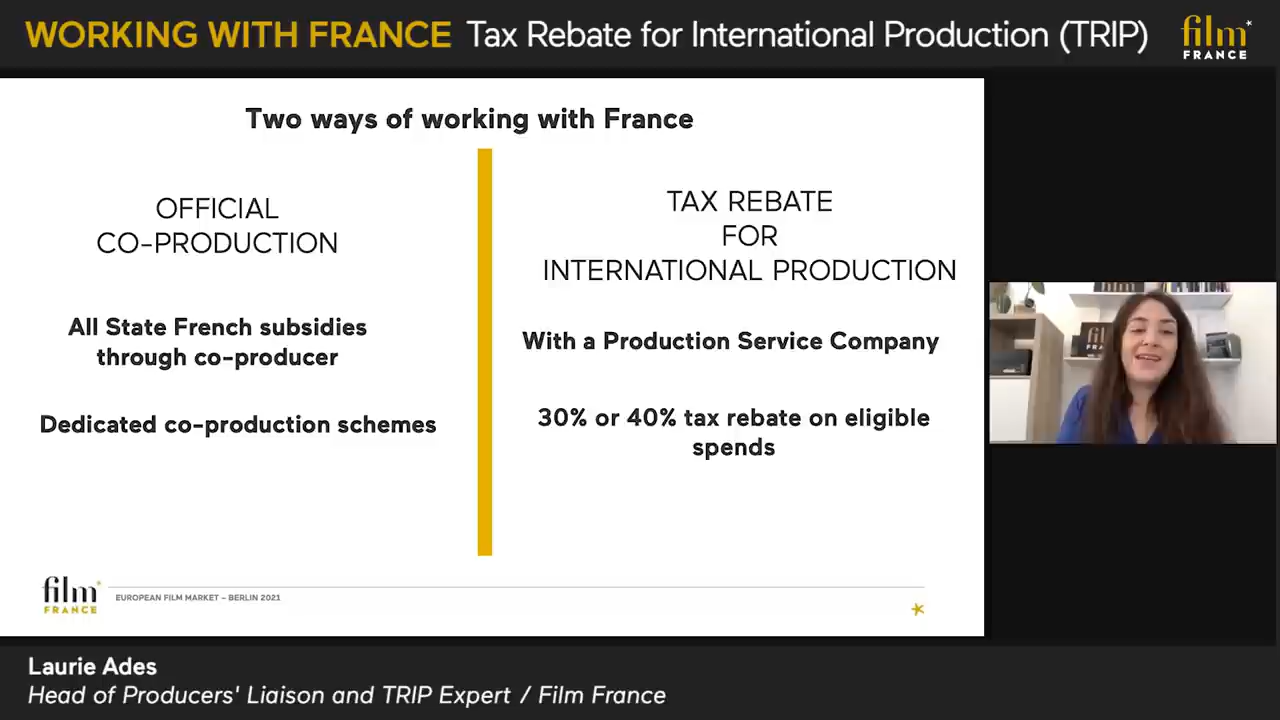 WORKING WITH FRANCE Tax Rebate for International Production (TRIP)
film
FRANCE
Two ways of working with France
OFFICIAL
CO-PRODUCTION
All State French subsidies
through co-producer
Dedicated co-production schemes
TAX REBATE
FOR
INTERNATIONAL PRODUCTION
With a Production Service Company
30% or 40% tax rebate on eligible
spends
film
FRANCE
EUROPEAN FILM MARKET – BERLIN 2021
film
FRANCE
Laurie Ades
Head of Producers' Liaison and TRIP Expert / Film France